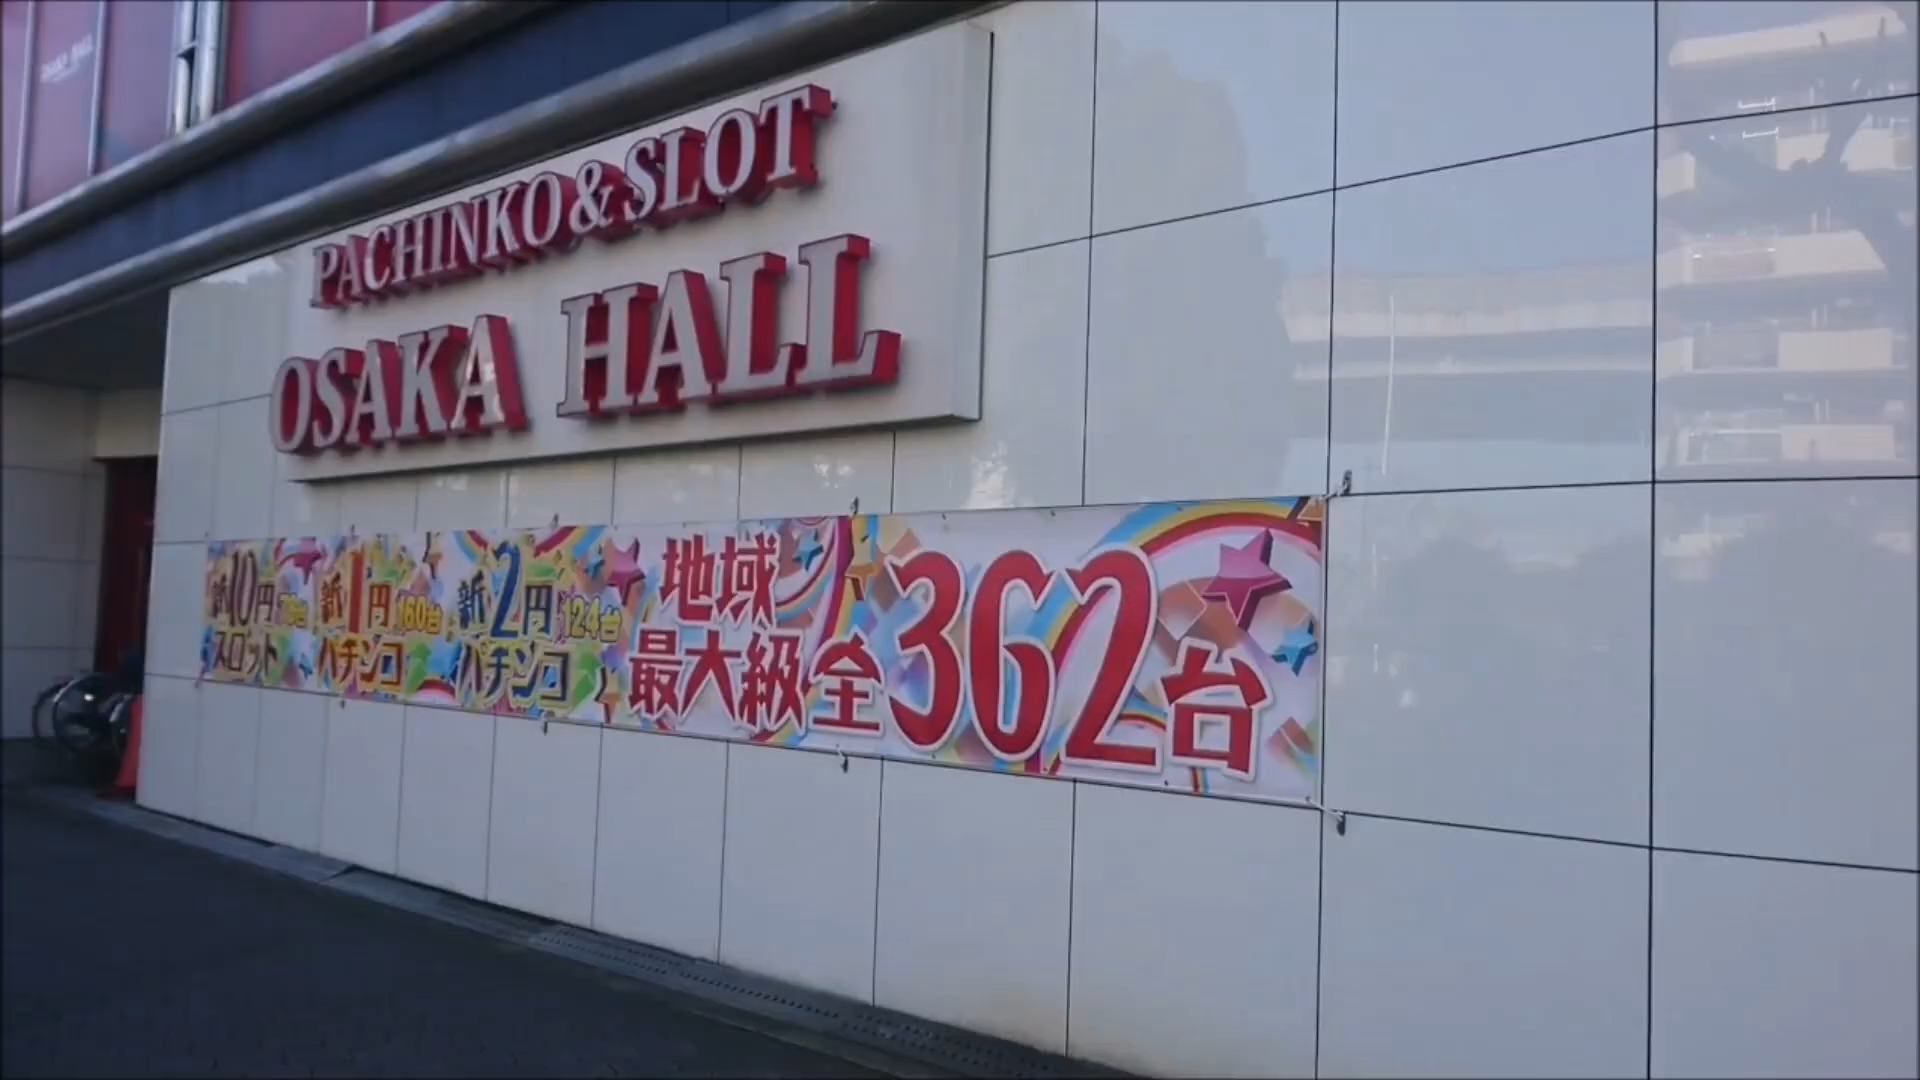 OSAKA HALL
PACHINKO & SLOT
OSAKA HALL
新10円
スロット
新1円 160台
パチンコ
新2円 124台
パチンコ
地域
最大級 全362台